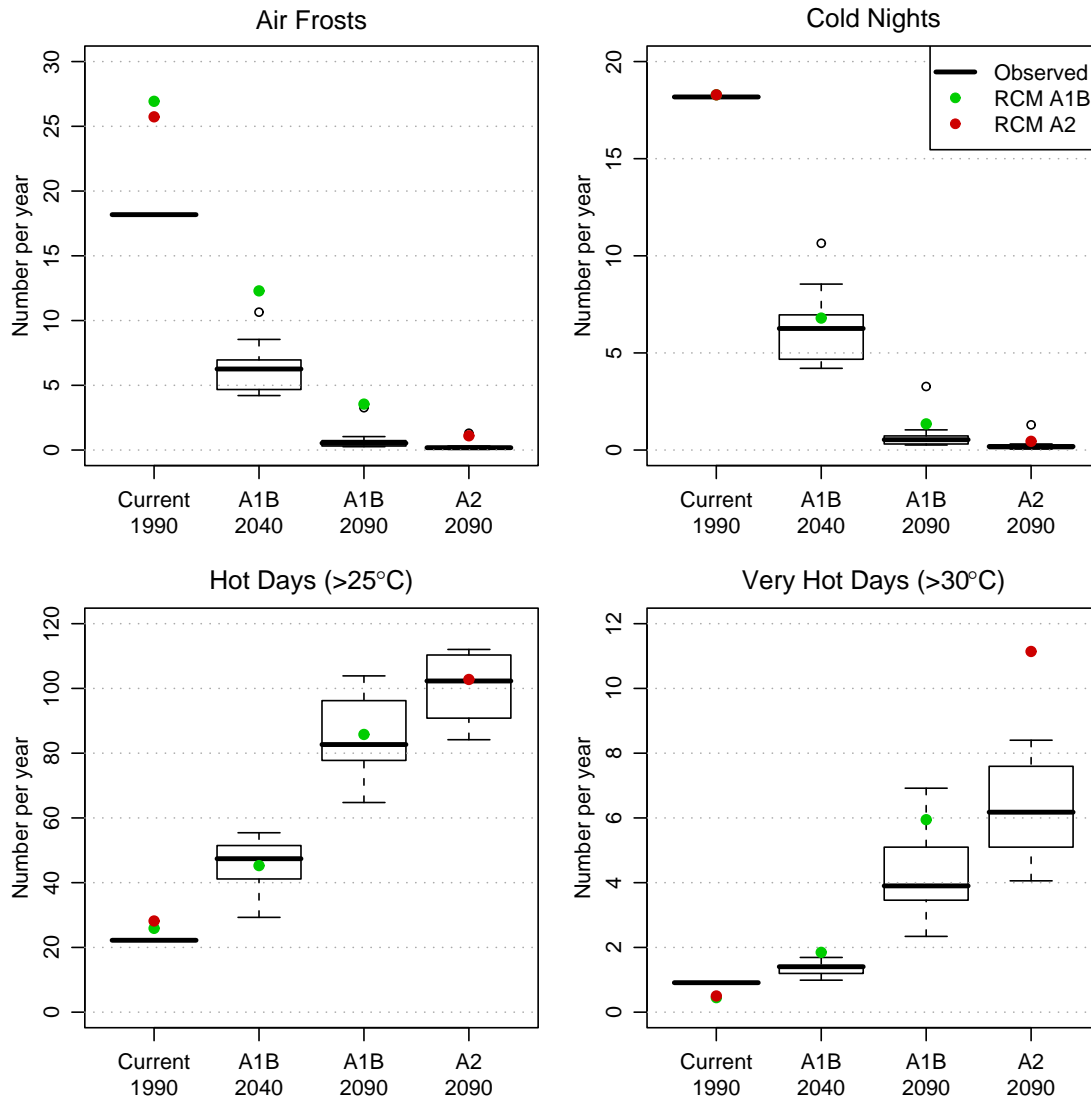 Air Frosts
Number per year
30
25
20
15
10
5
0
Current
1990
A1B
2040
A1B
2090
A2
2090
Cold Nights
Number per year
20
15
10
5
0
Observed
RCM A1B
RCM A2
Current
1990
A1B
2040
A1B
2090
A2
2090
Hot Days (>25°C)
Number per year
120
100
80
60
40
20
0
Current
1990
A1B
2040
A1B
2090
A2
2090
Very Hot Days (>30°C)
Number per year
12
10
8
6
4
2
0
Current
1990
A1B
2040
A1B
2090
A2
2090